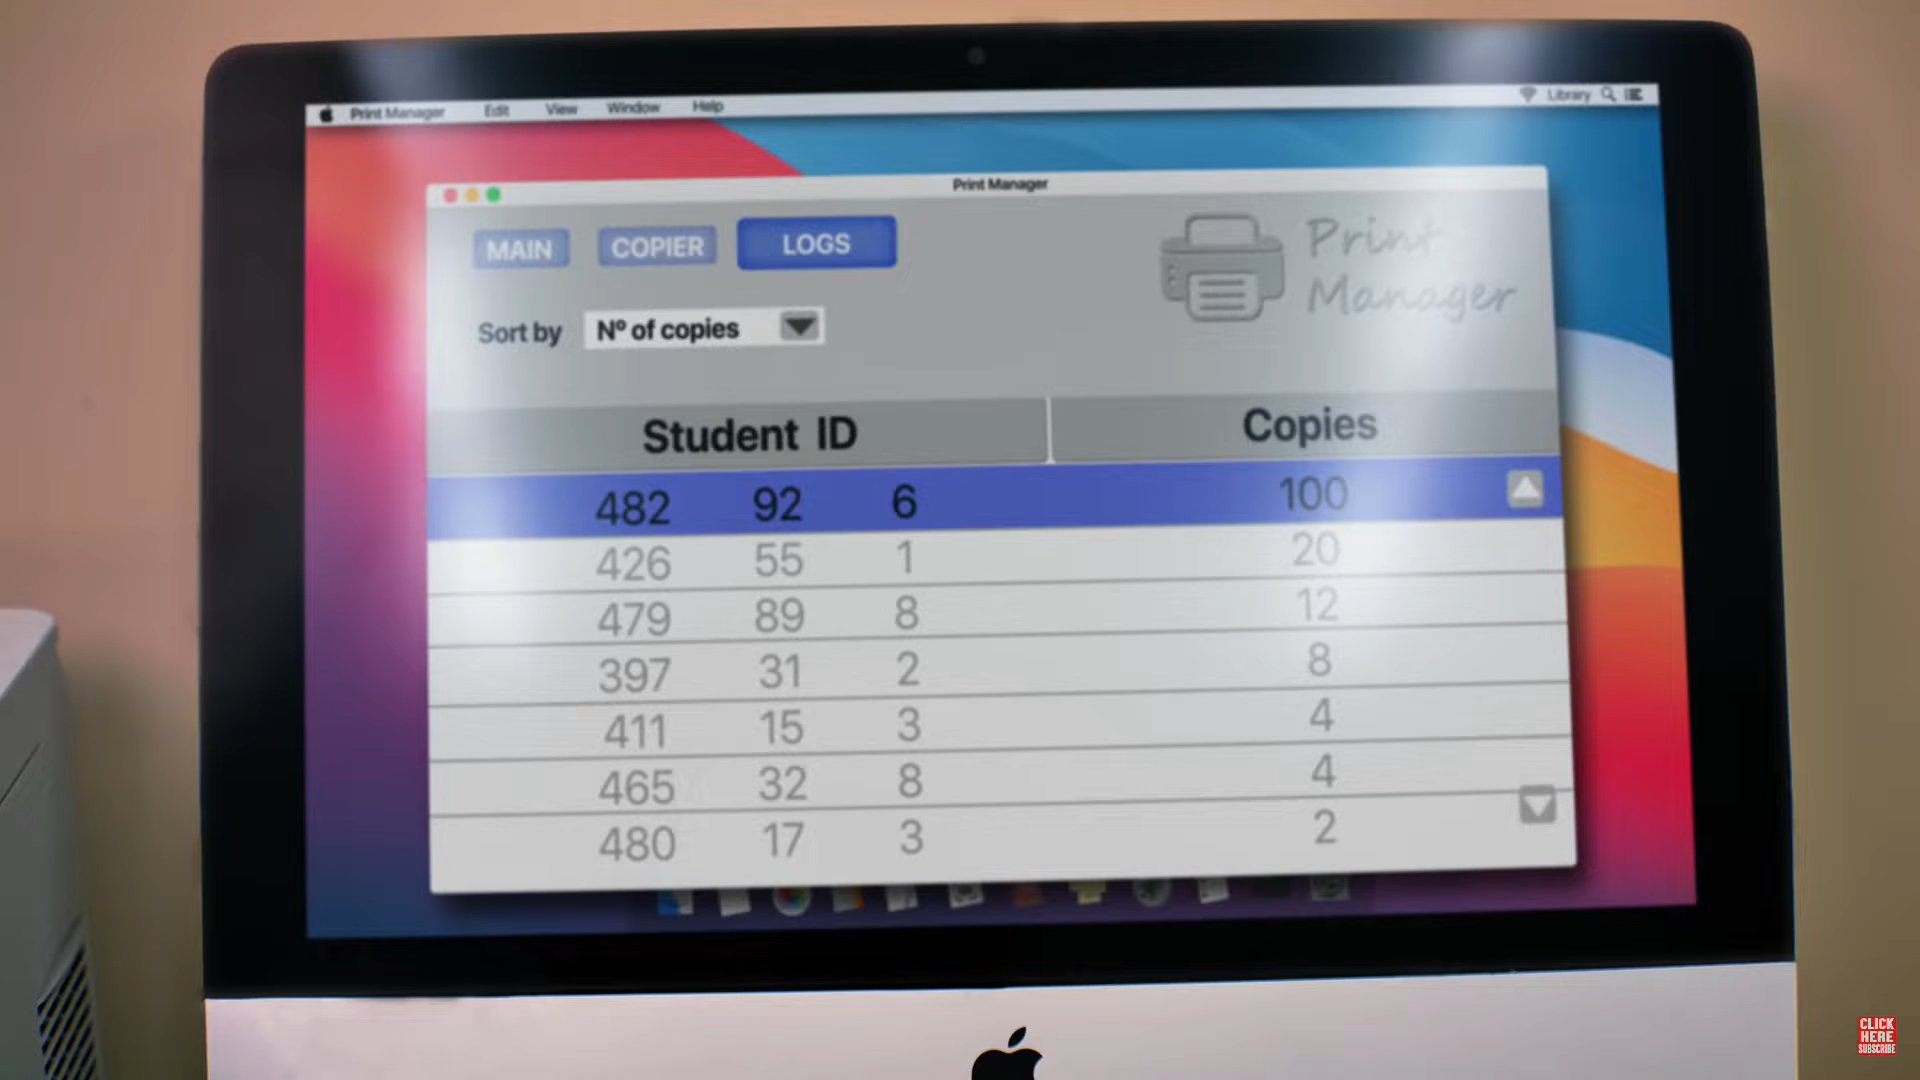 Print Manager Edit View Window Help Library
Print Manager
MAIN COPIER LOGS
Print
Manager
Sort by Nº of copies
Student ID Copies
482 92 6 100
426 55 1 20
479 89 8 12
397 31 2 8
411 15 3 4
465 32 8 4
480 17 3 2
CLICK
HERE
SUBSCRIBE